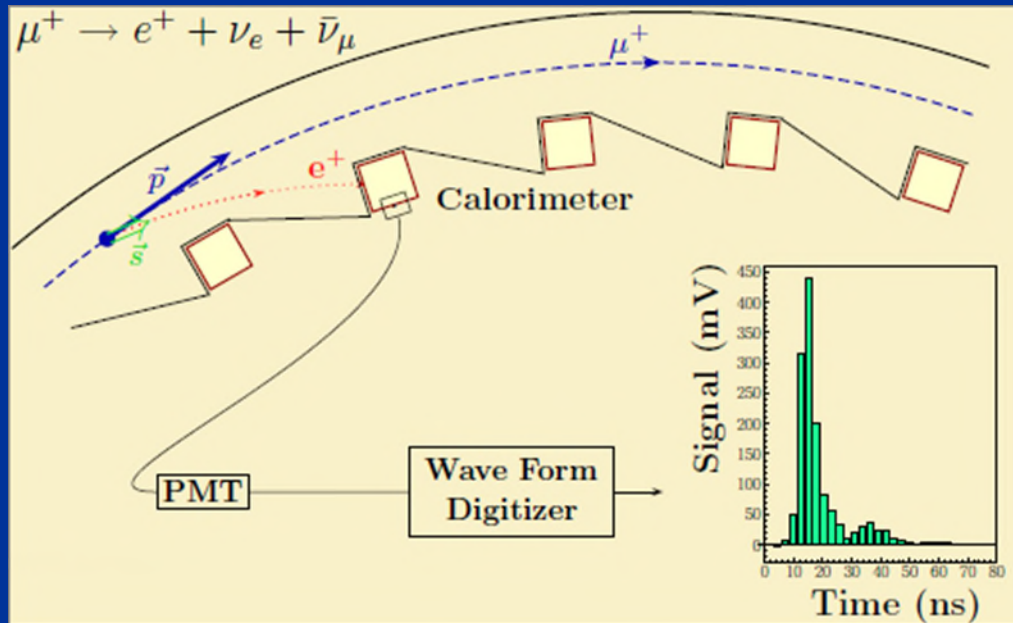 μ⁺ → e⁺ + νₑ + ν̄_μ
μ⁺
p⃗
e⁺
s⃗
Calorimeter
PMT
Wave Form
Digitizer
Signal (mV)
450
400
350
300
250
200
150
100
50
0
0 10 20 30 40 50 60 70 80
Time (ns)